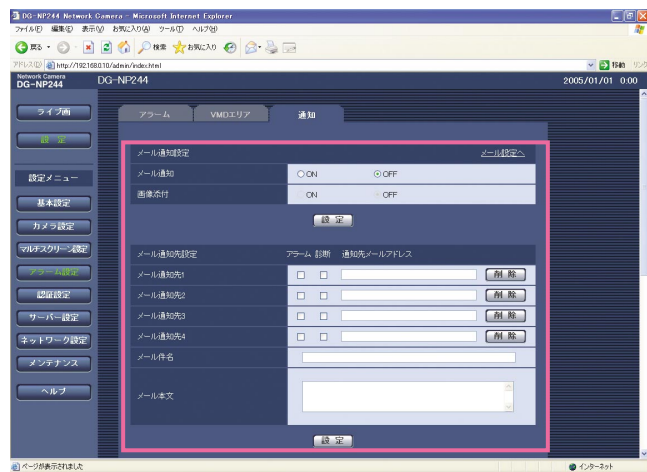 DG-NP244 Network Camera - Microsoft Internet Explorer
ファイル(F) 編集(E) 表示(V) お気に入り(A) ツール(T) ヘルプ(H)
戻る 検索 お気に入り
アドレス(D) http://192.168.0.10/admin/index.html 移動 リンク
Network Camera
DG-NP244 DG-NP244 2005/01/01 0:00
ライブ画
設 定
設定メニュー
基本設定
カメラ設定
マルチスクリーン設定
アラーム設定
認証設定
サーバー設定
ネットワーク設定
メンテナンス
ヘルプ
アラーム VMDエリア 通知
メール通知設定 メール設定へ
メール通知 ON OFF
画像添付 ON OFF
設 定
メール通知先設定 アラーム 診断 通知先メールアドレス
メール通知先1 削 除
メール通知先2 削 除
メール通知先3 削 除
メール通知先4 削 除
メール件名
メール本文
設 定
ページが表示されました インターネット